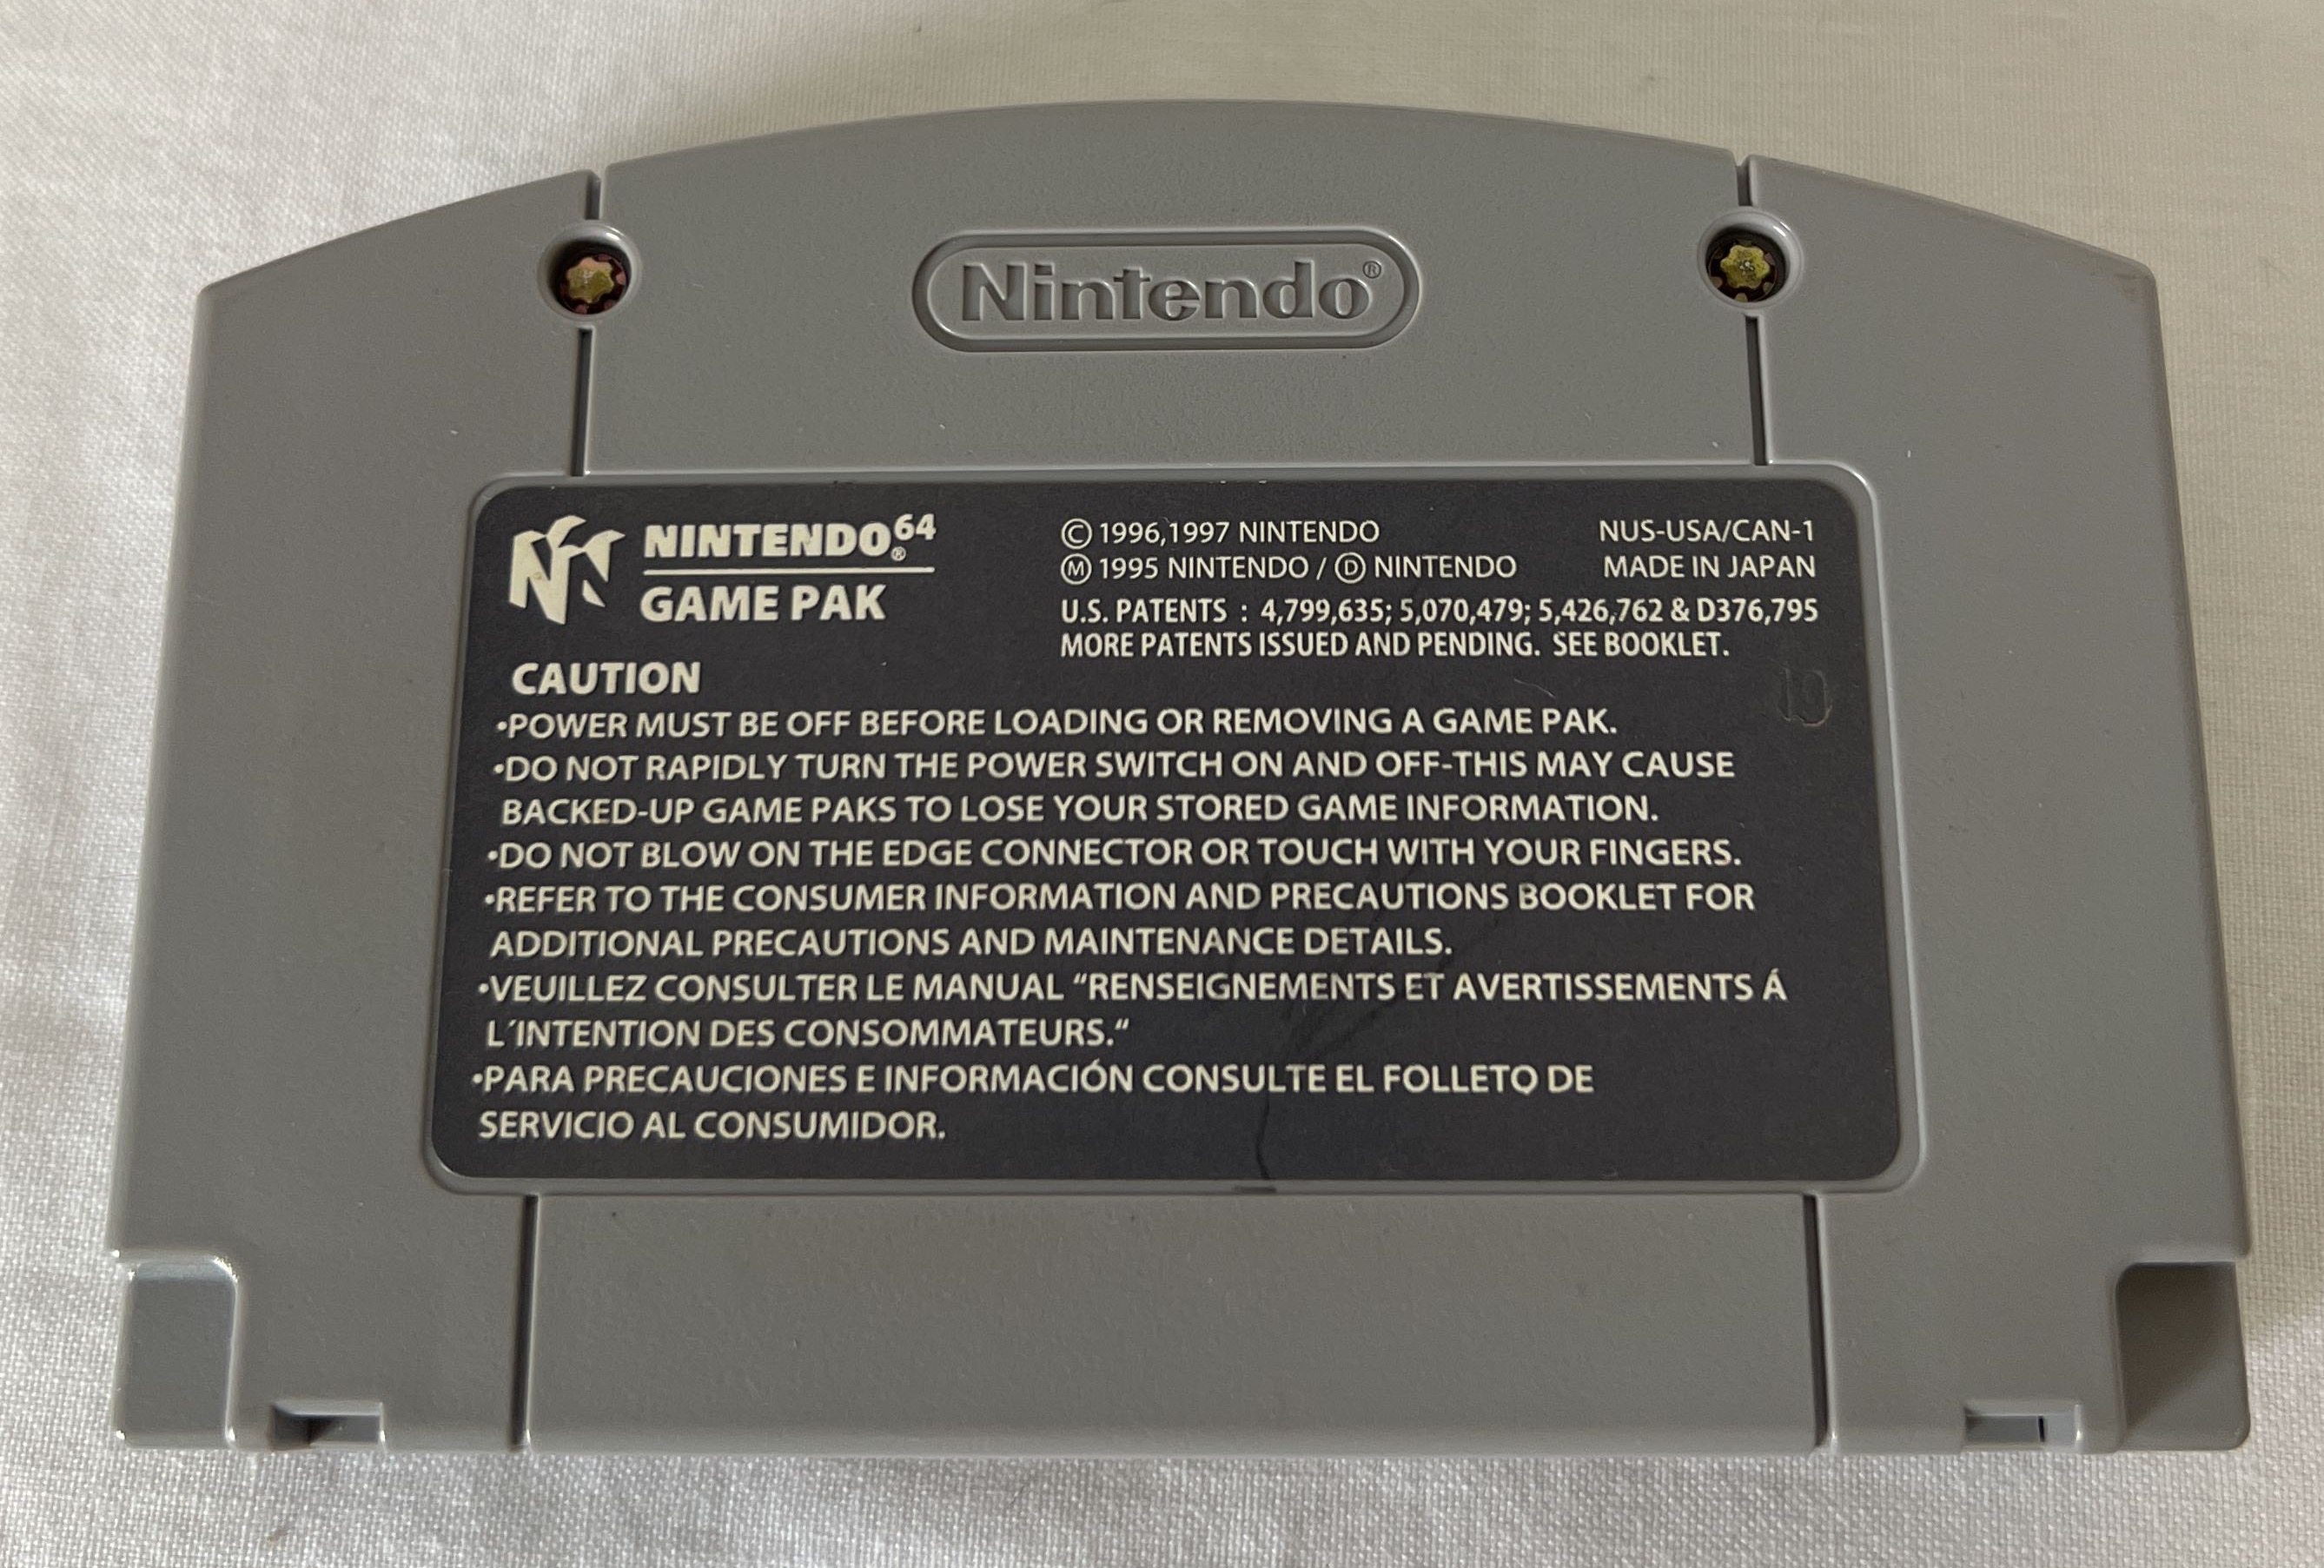 Nintendo®
NINTENDO64®
GAME PAK
© 1996,1997 NINTENDO
NUS-USA/CAN-1
Ⓜ 1995 NINTENDO / Ⓓ NINTENDO
MADE IN JAPAN
U.S. PATENTS : 4,799,635; 5,070,479; 5,426,762 & D376,795
MORE PATENTS ISSUED AND PENDING. SEE BOOKLET.
CAUTION
10
•POWER MUST BE OFF BEFORE LOADING OR REMOVING A GAME PAK.
•DO NOT RAPIDLY TURN THE POWER SWITCH ON AND OFF-THIS MAY CAUSE
BACKED-UP GAME PAKS TO LOSE YOUR STORED GAME INFORMATION.
•DO NOT BLOW ON THE EDGE CONNECTOR OR TOUCH WITH YOUR FINGERS.
•REFER TO THE CONSUMER INFORMATION AND PRECAUTIONS BOOKLET FOR
ADDITIONAL PRECAUTIONS AND MAINTENANCE DETAILS.
•VEUILLEZ CONSULTER LE MANUAL “RENSEIGNEMENTS ET AVERTISSEMENTS Á
L´INTENTION DES CONSOMMATEURS.“
•PARA PRECAUCIONES E INFORMACIÓN CONSULTE EL FOLLETO DE
SERVICIO AL CONSUMIDOR.